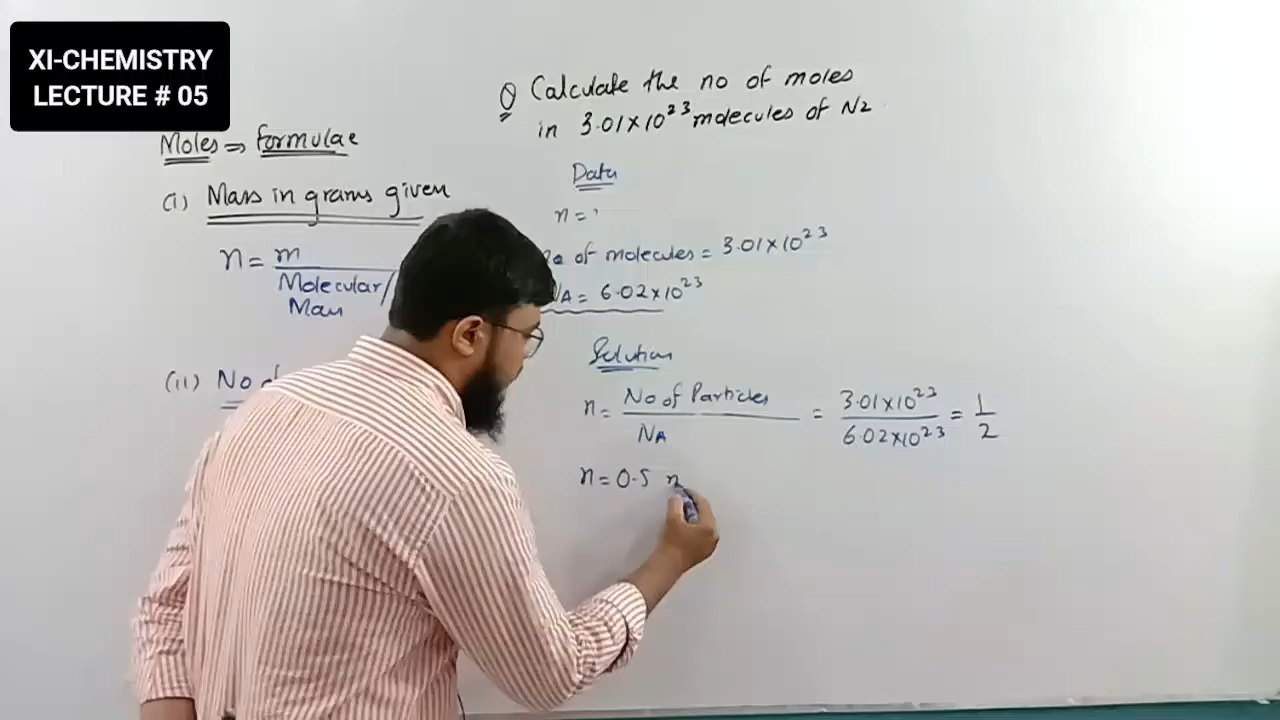 XI-CHEMISTRY
LECTURE # 05
Moles ⇒ formulae
(i) Mass in grams given
n = m / Molecular/ Mass
(ii) No of
Q Calculate the no of moles
in 3.01×10²³ molecules of N₂
Data
n = ?
of molecules = 3.01×10²³
NA = 6.02×10²³
Solution
n = No of Particles / NA = 3.01×10²³ / 6.02×10²³ = 1/2
n = 0.5